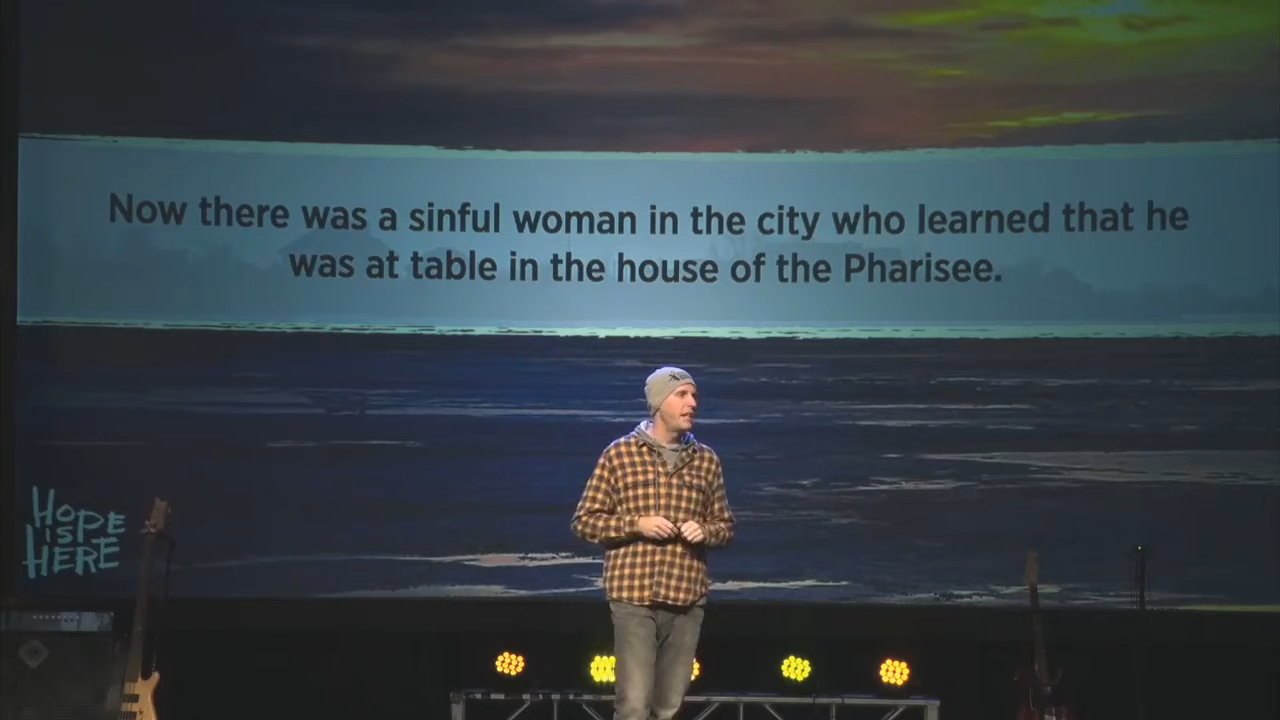 Now there was a sinful woman in the city who learned that he
was at table in the house of the Pharisee.
HOPE
IS
HERE